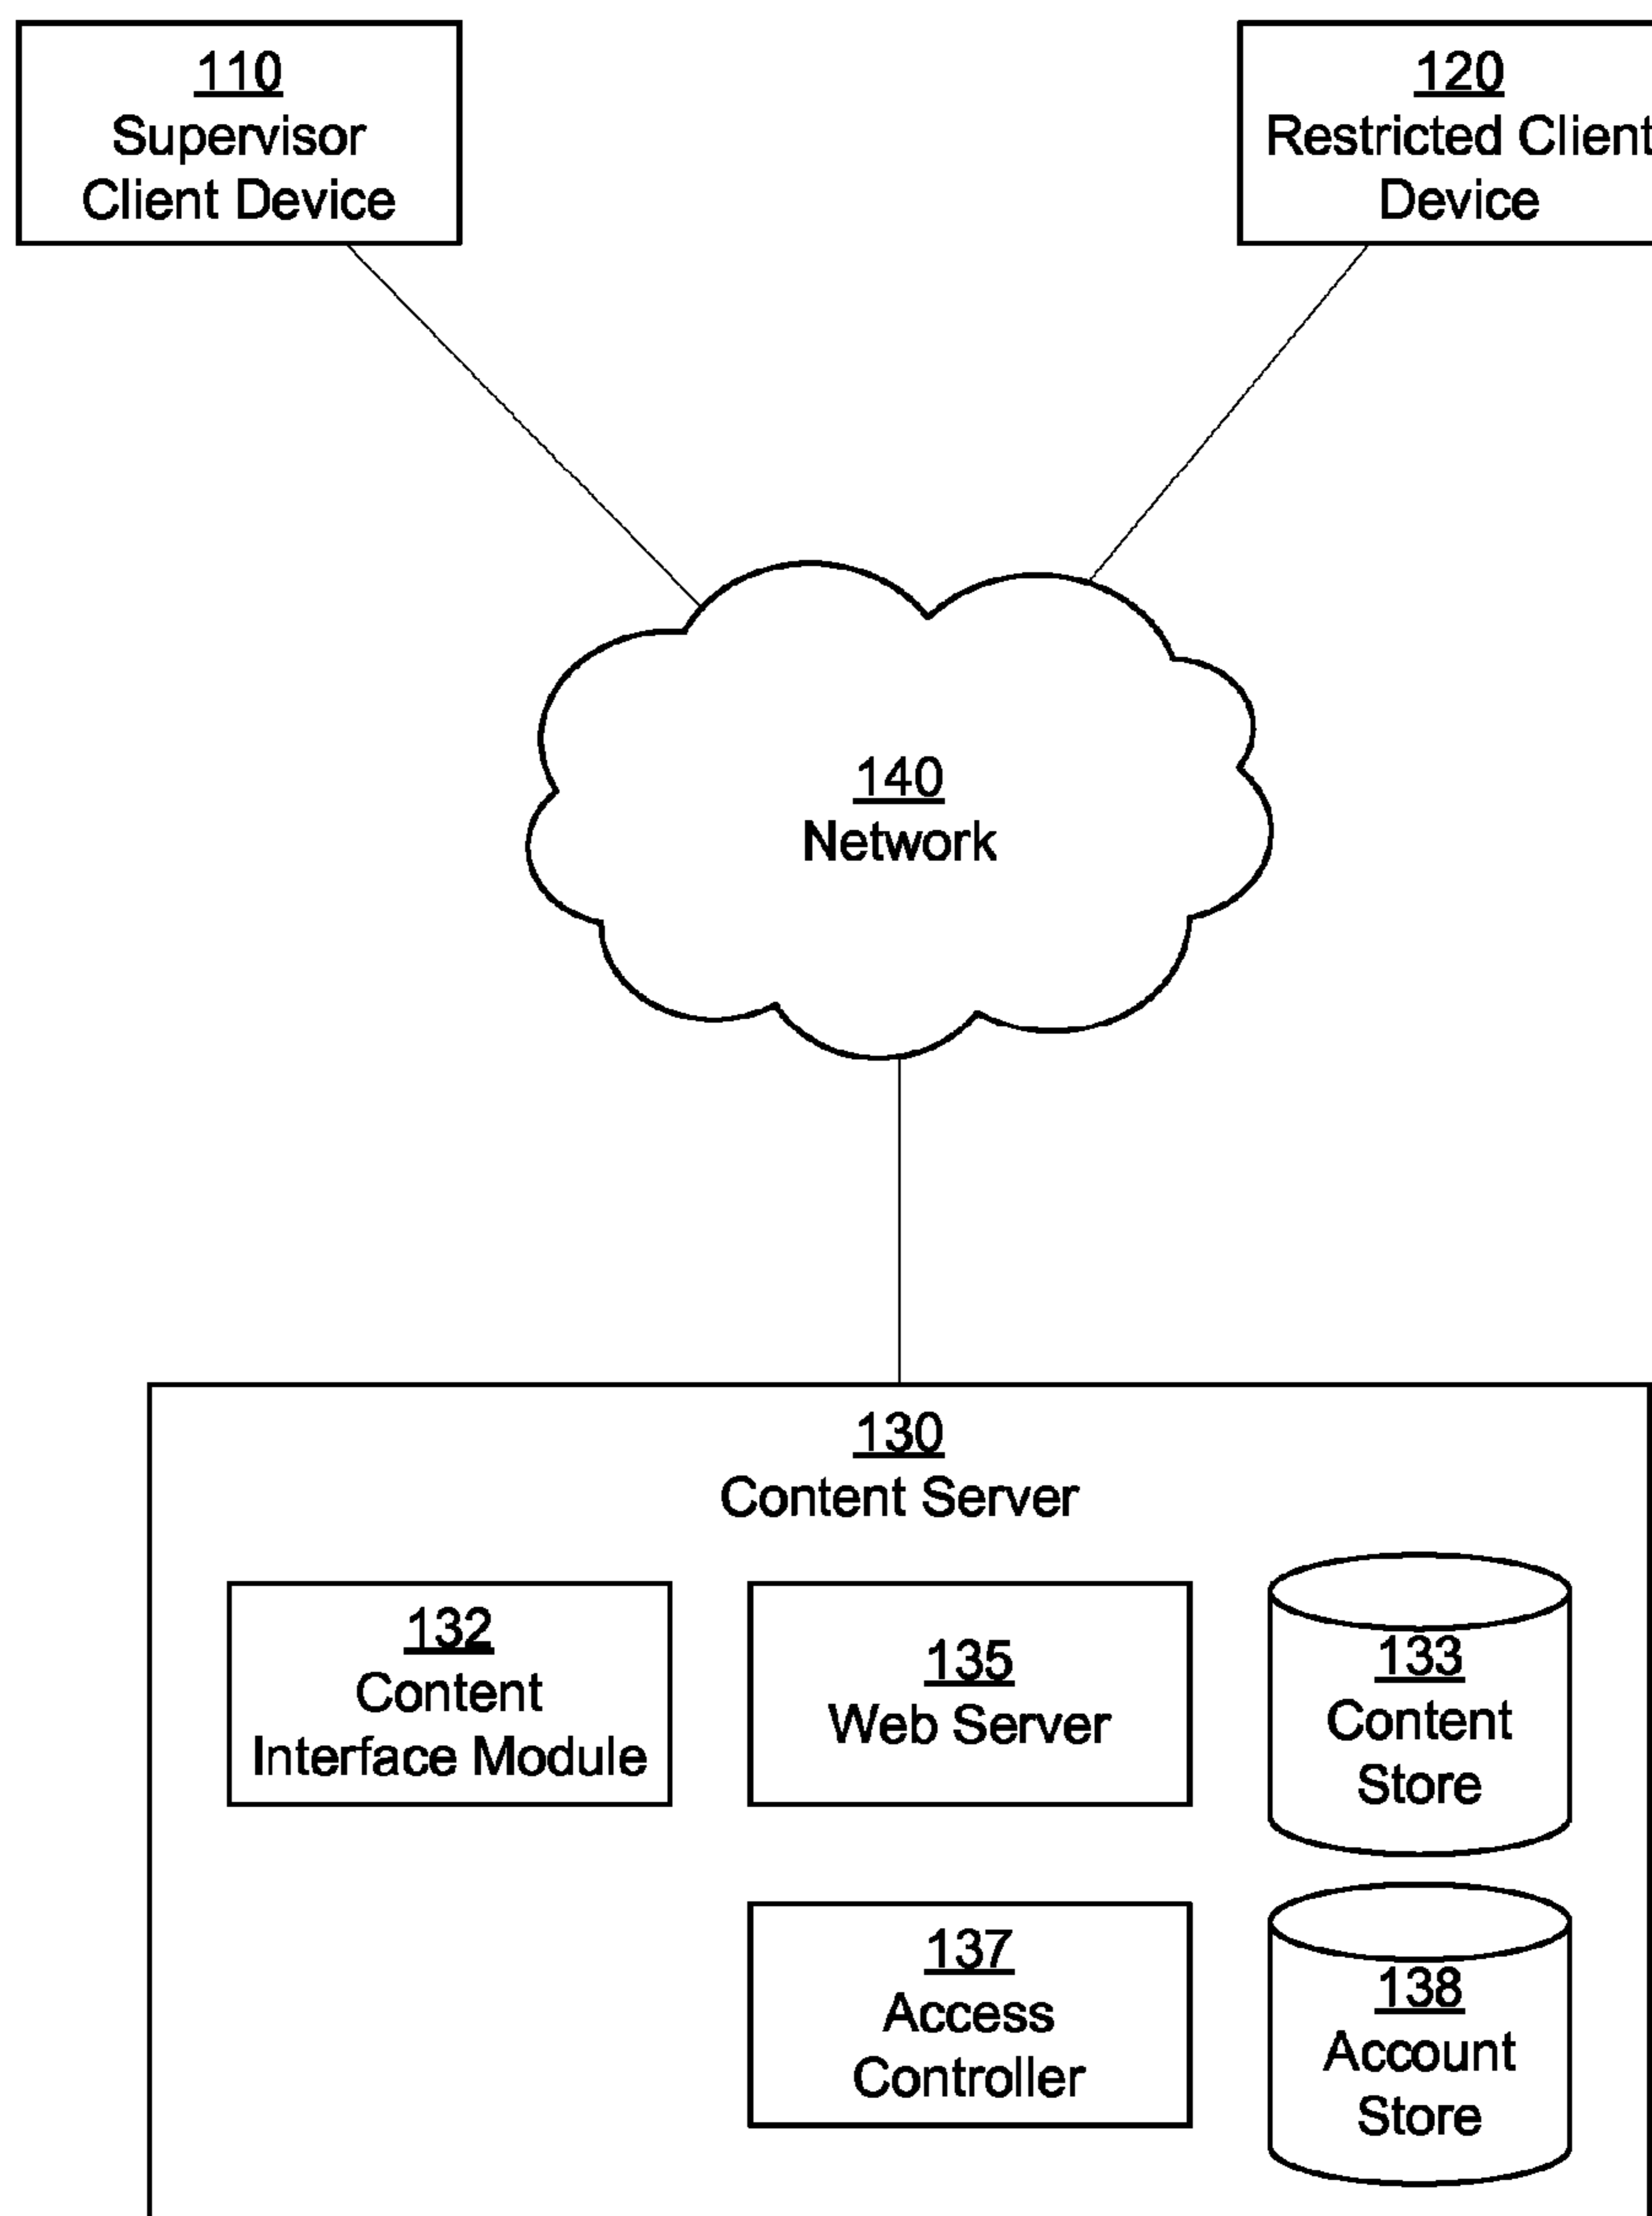 110
Supervisor
Client Device
120
Restricted Client
Device
140
Network
130
Content Server
132
Content
Interface Module
135
Web Server
133
Content
Store
137
Access
Controller
138
Account
Store